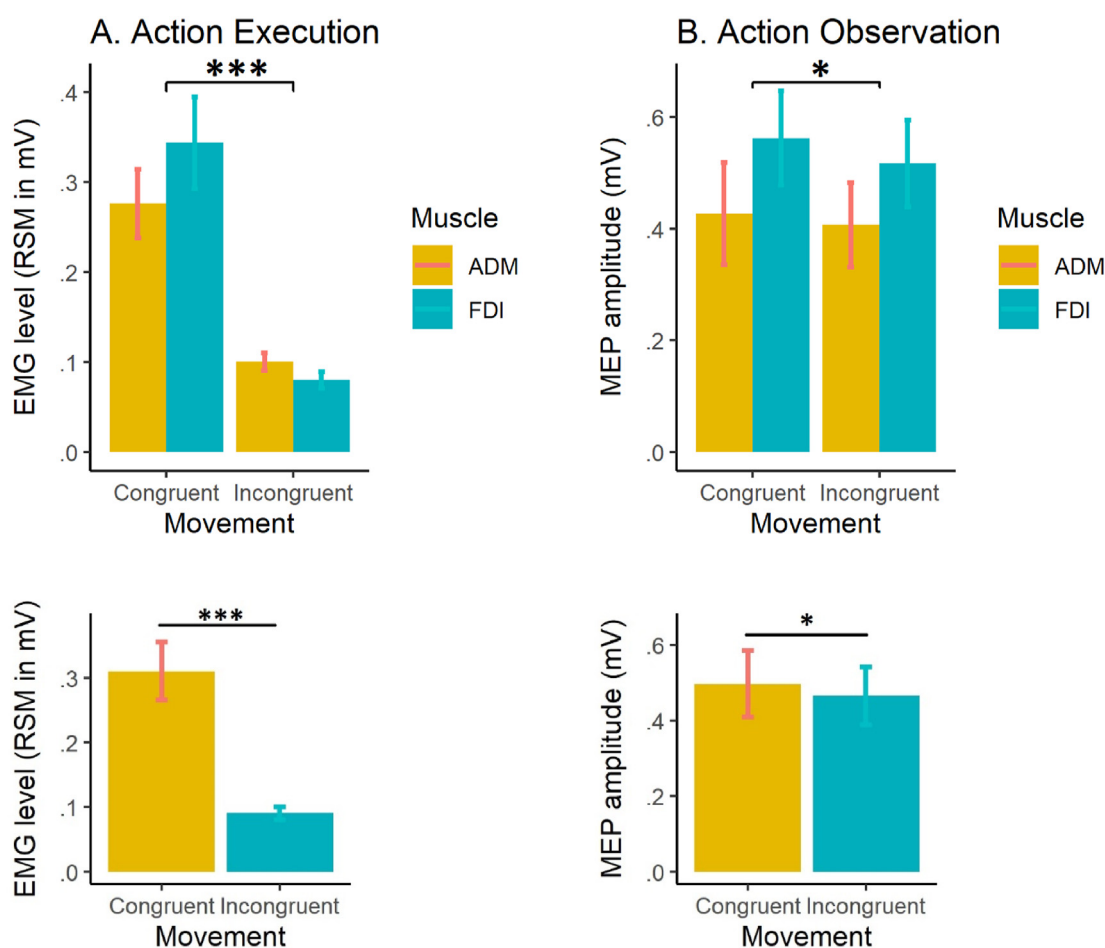 A. Action Execution
***
EMG level (RSM in mV)
.4
.3
.2
.1
.0
Congruent Incongruent
Movement
Muscle
ADM
FDI
B. Action Observation
*
MEP amplitude (mV)
.6
.4
.2
.0
Congruent Incongruent
Movement
Muscle
ADM
FDI
***
EMG level (RSM in mV)
.3
.2
.1
.0
Congruent Incongruent
Movement
*
MEP amplitude (mV)
.6
.4
.2
.0
Congruent Incongruent
Movement